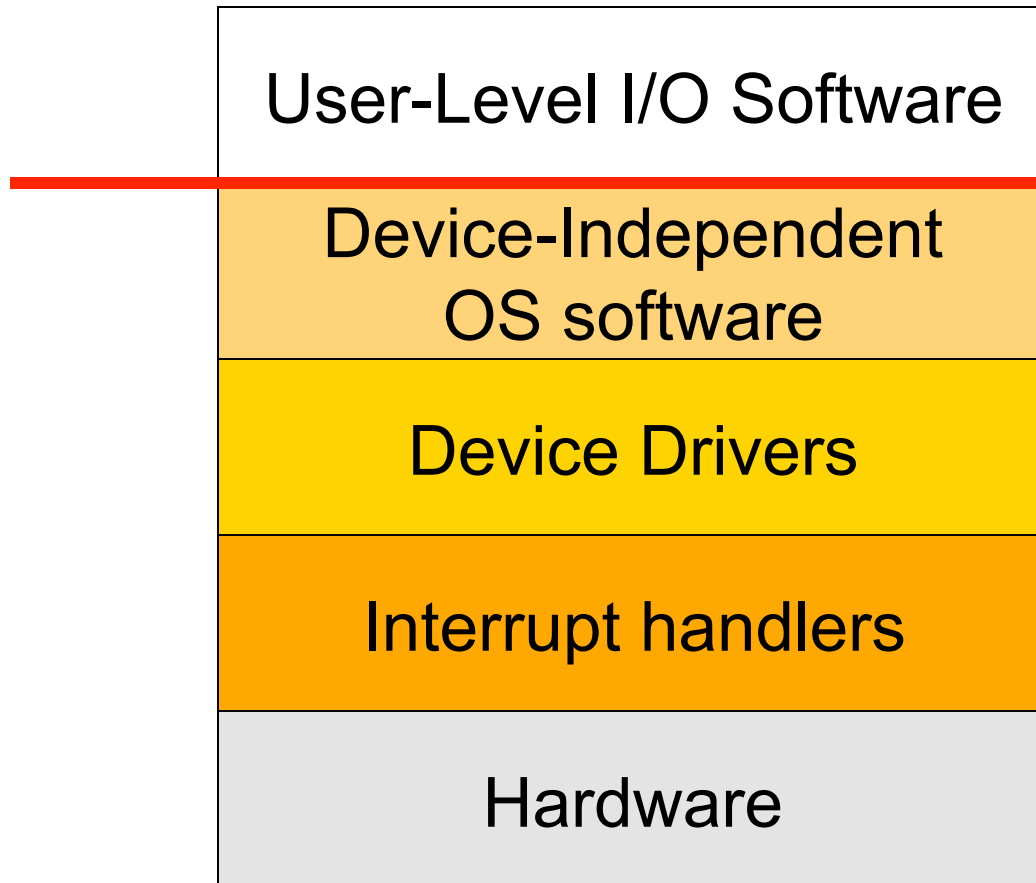 User-Level I/O Software
Device-Independent
OS software
Device Drivers
Interrupt handlers
Hardware